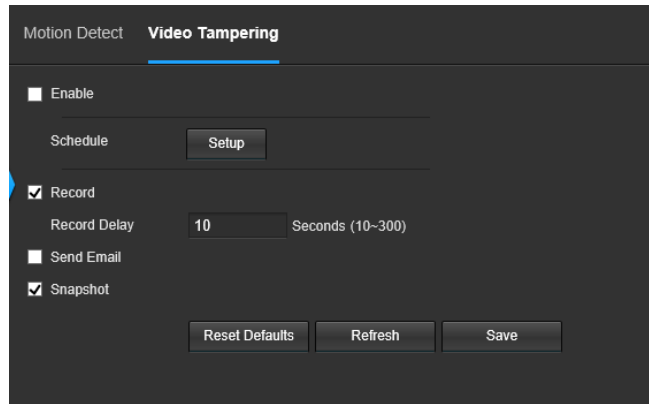 Motion Detect Video Tampering
Enable
Schedule Setup
Record
Record Delay 10 Seconds (10~300)
Send Email
Snapshot
Reset Defaults Refresh Save